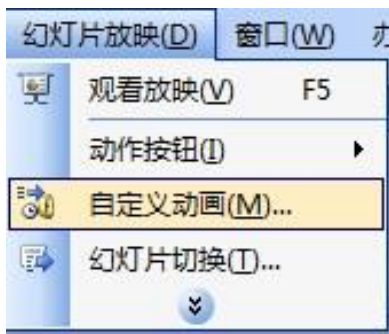 幻灯片放映(D) 窗口(W)
观看放映(V) F5
动作按钮(I)
自定义动画(M)...
幻灯片切换(T)...